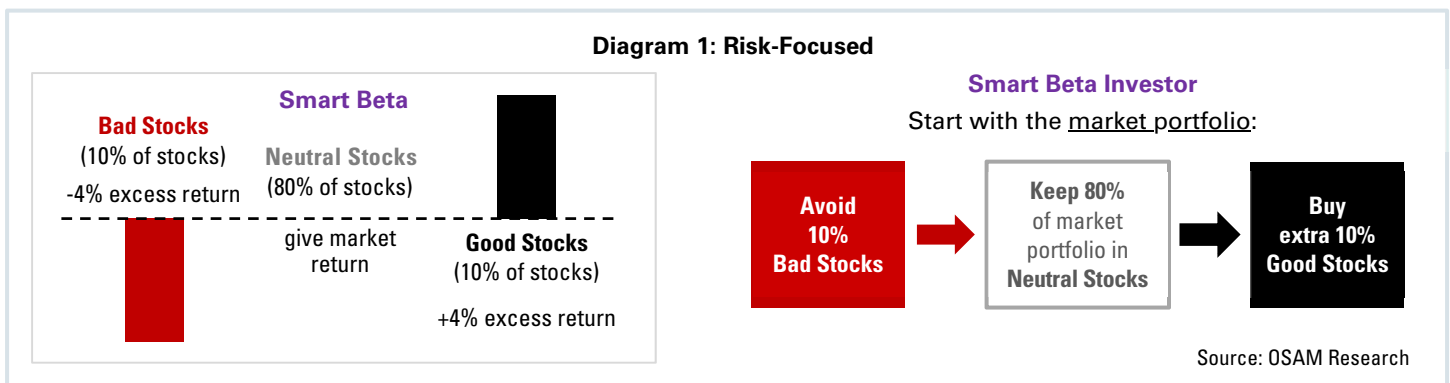 Diagram 1: Risk-Focused
Smart Beta
Bad Stocks
(10% of stocks)
-4% excess return
Neutral Stocks
(80% of stocks)
give market
return
Good Stocks
(10% of stocks)
+4% excess return
Smart Beta Investor
Start with the market portfolio:
Avoid
10%
Bad Stocks
Keep 80%
of market
portfolio in
Neutral Stocks
Buy
extra 10%
Good Stocks
Source: OSAM Research